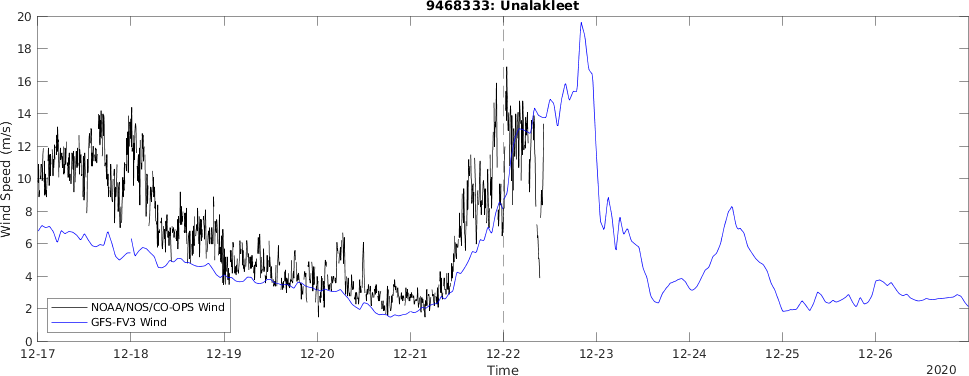 9468333: Unalakleet
20
18
16
14
12
10
8
6
4
2
0
Wind Speed (m/s)
NOAA/NOS/CO-OPS Wind
GFS-FV3 Wind
12-17 12-18 12-19 12-20 12-21 12-22 12-23 12-24 12-25 12-26
Time
2020